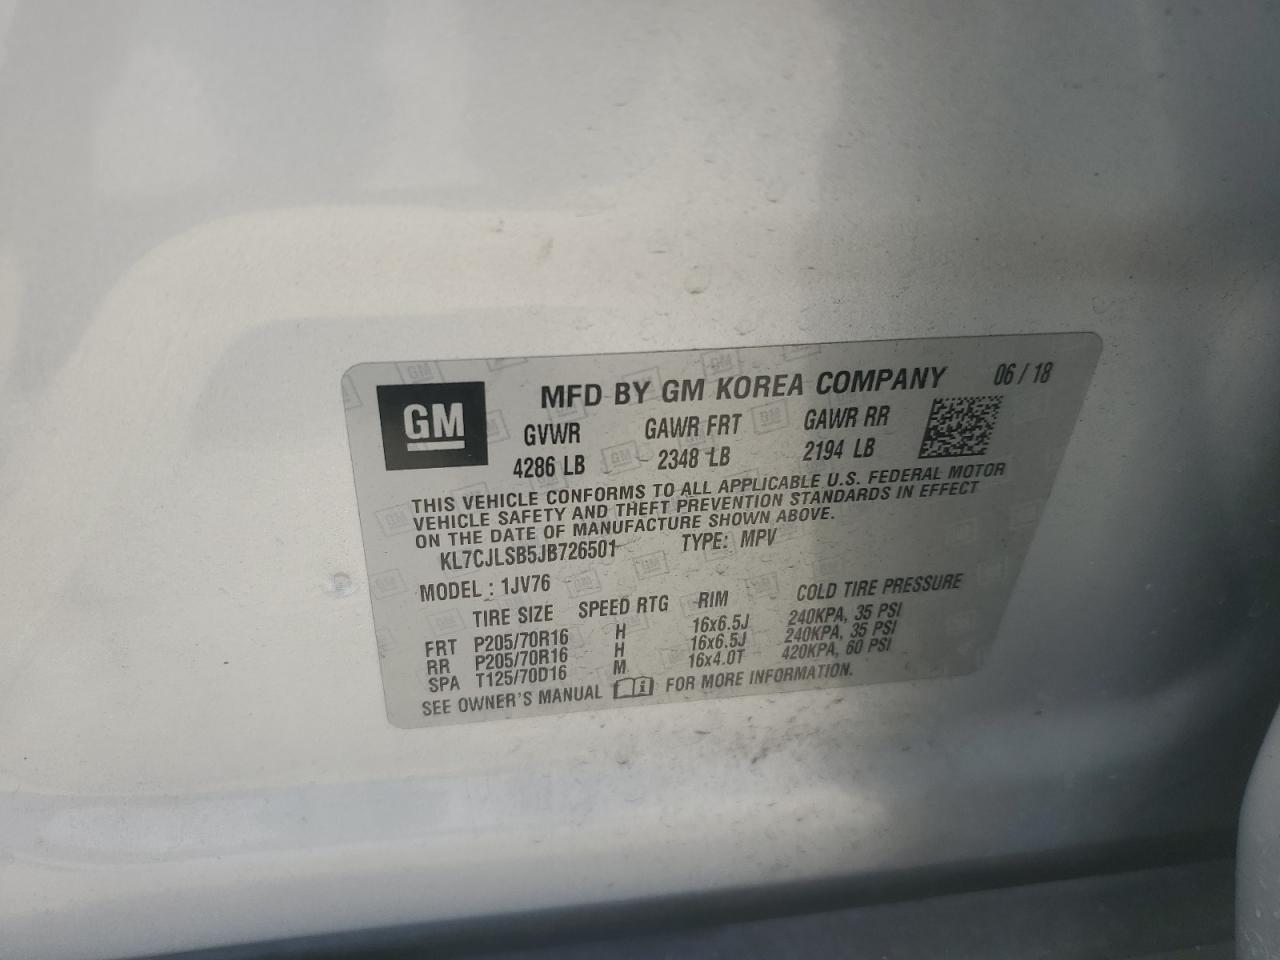 GM
MFD BY GM KOREA COMPANY 06/18
GVWR GAWR FRT GAWR RR
4286 LB 2348 LB 2194 LB
THIS VEHICLE CONFORMS TO ALL APPLICABLE U.S. FEDERAL MOTOR
VEHICLE SAFETY AND THEFT PREVENTION STANDARDS IN EFFECT
ON THE DATE OF MANUFACTURE SHOWN ABOVE.
KL7CJLSB5JB726501 TYPE: MPV
MODEL : 1JV76
TIRE SIZE SPEED RTG RIM COLD TIRE PRESSURE
FRT P205/70R16 H 16x6.5J 240KPA, 35 PSI
RR P205/70R16 H 16x6.5J 240KPA, 35 PSI
SPA T125/70D16 M 16x4.0T 420KPA, 60 PSI
SEE OWNER'S MANUAL FOR MORE INFORMATION.